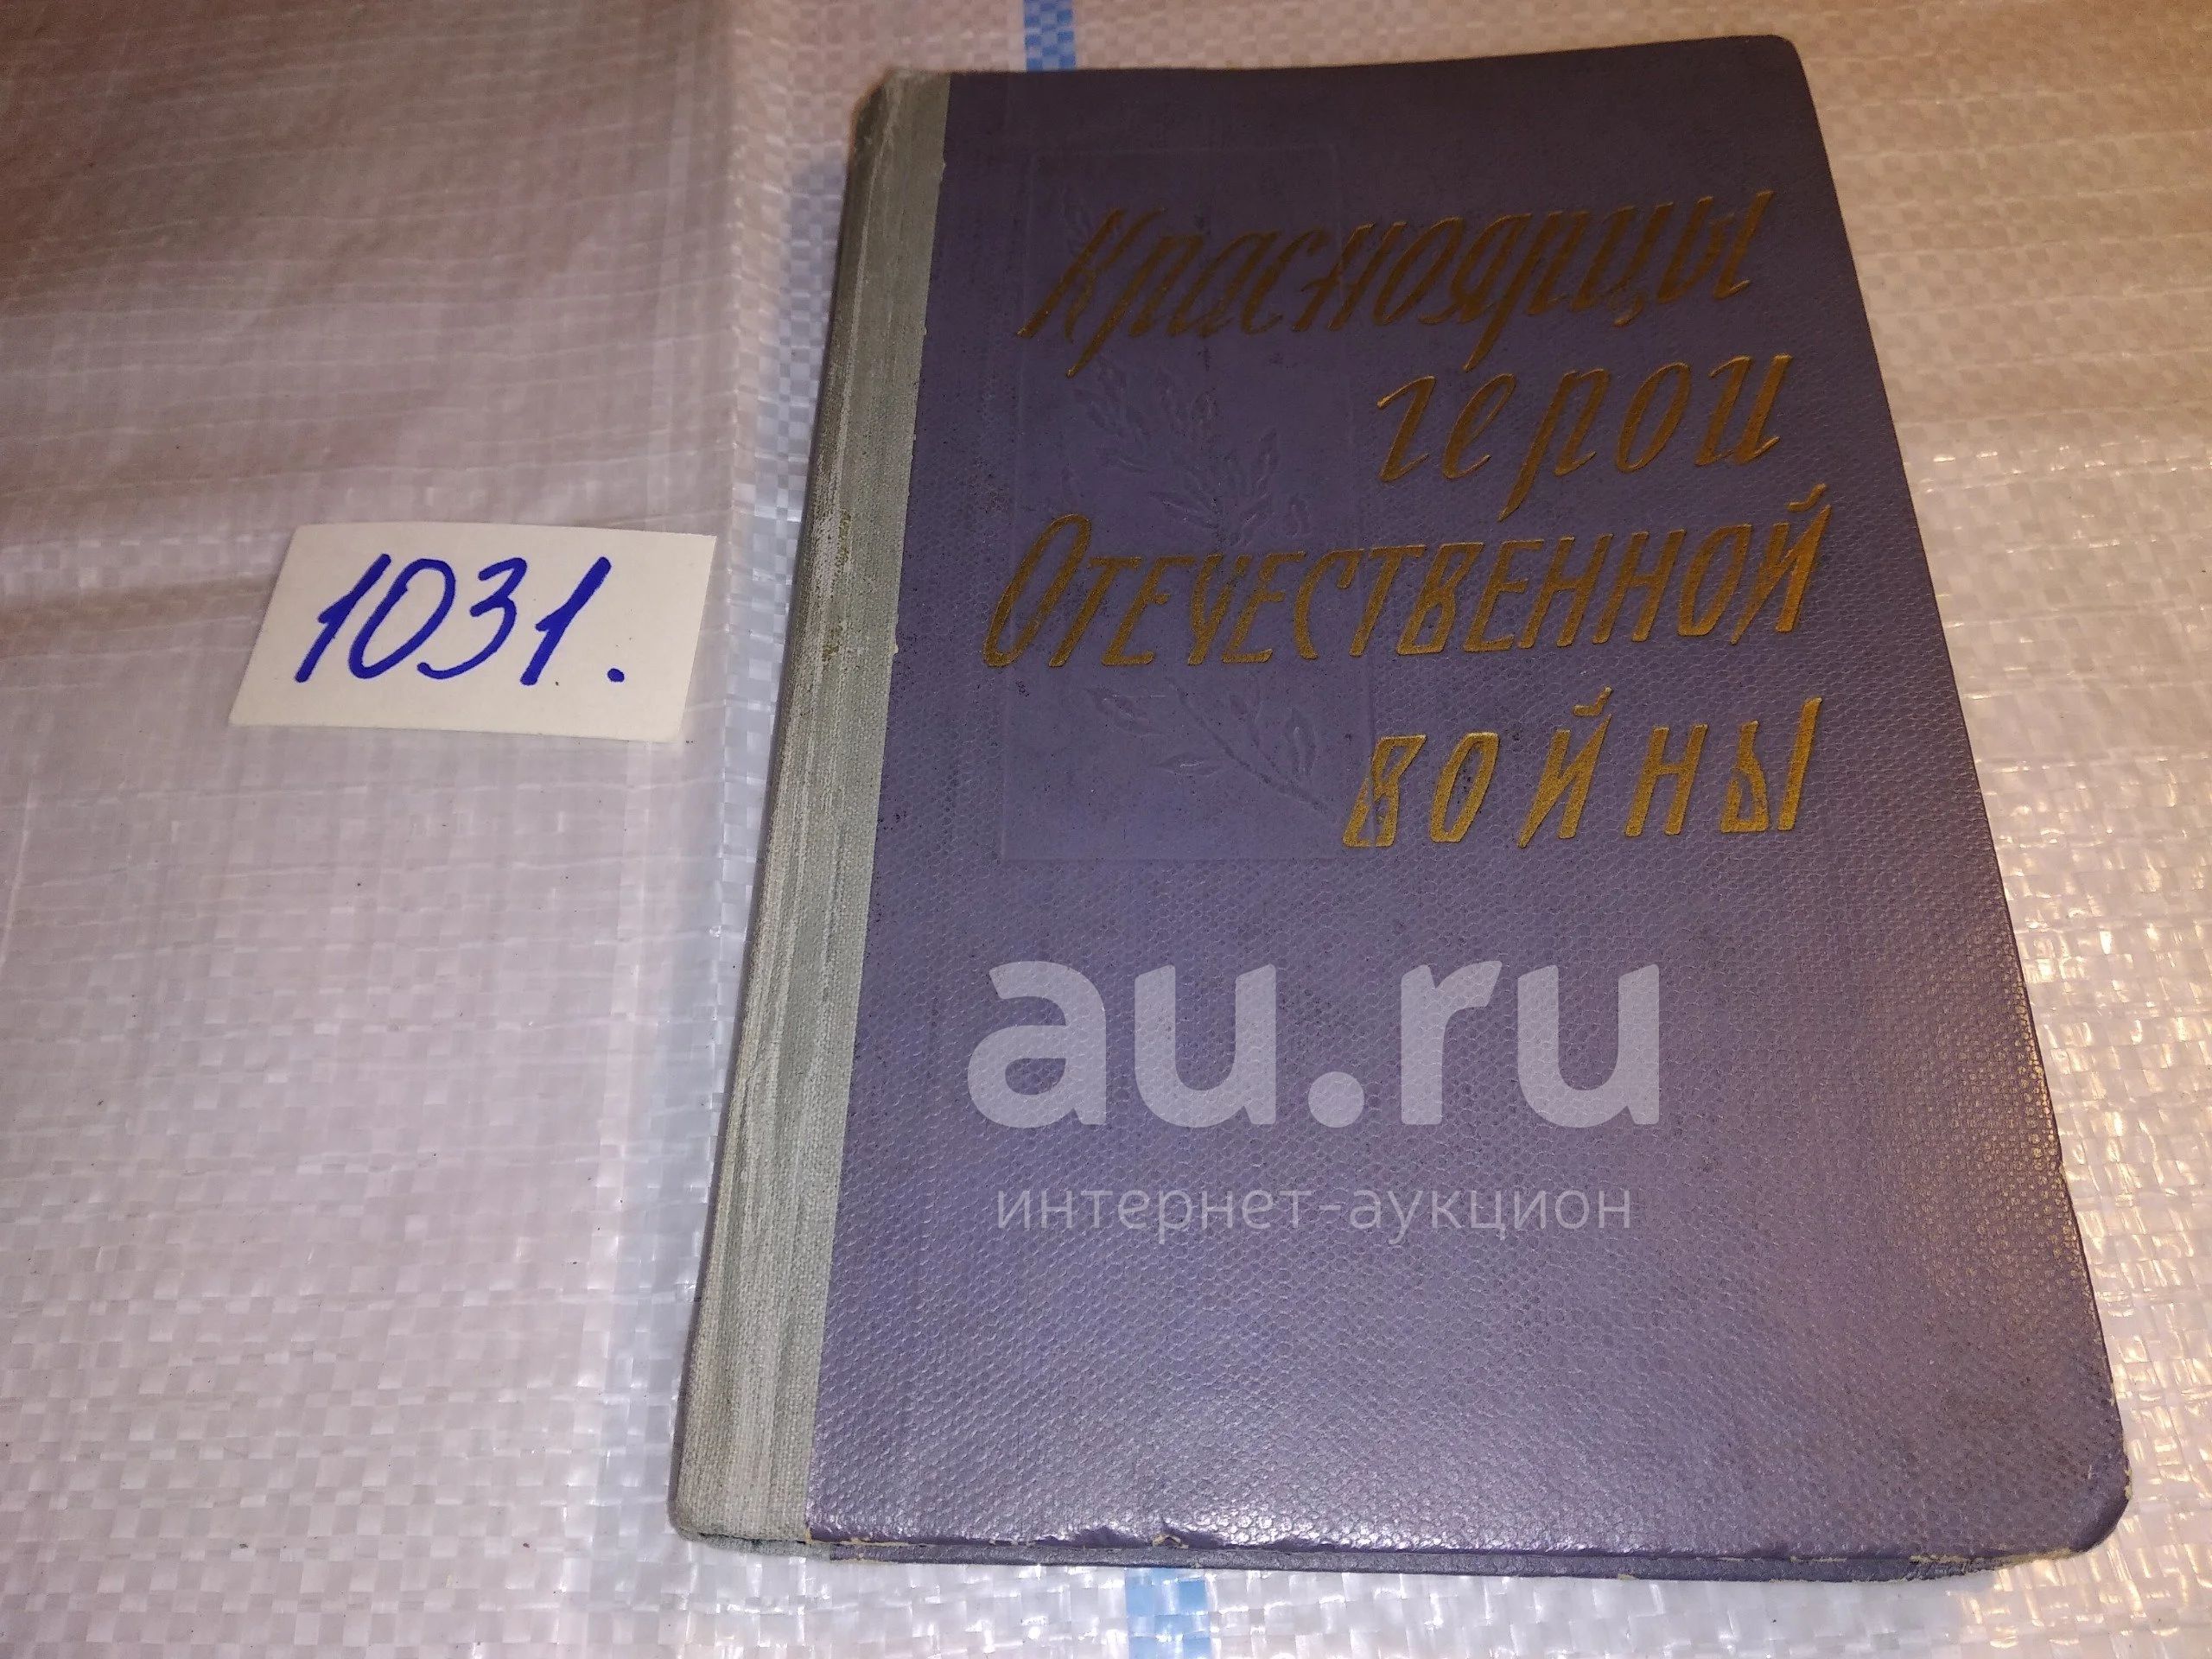 1031.
Красноярцы
герои
Отечественной
войны
au.ru
интернет-аукцион